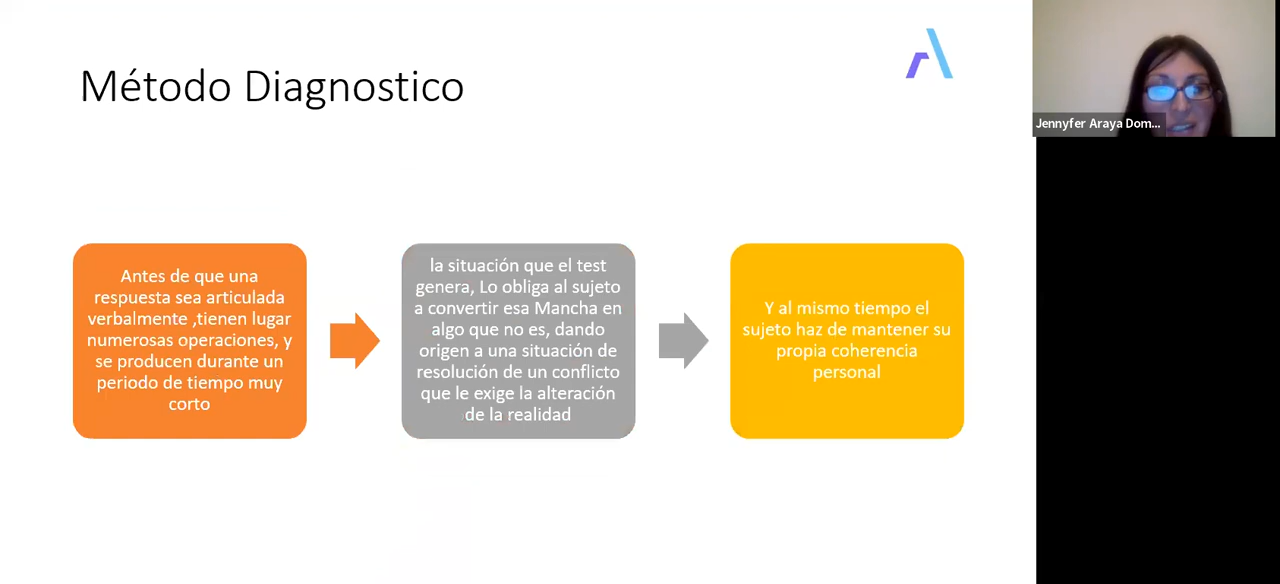 Método Diagnostico
Jennyfer Araya Dom...
Antes de que una
respuesta sea articulada
verbalmente ,tienen lugar
numerosas operaciones, y
se producen durante un
periodo de tiempo muy
corto
la situación que el test
genera, Lo obliga al sujeto
a convertir esa Mancha en
algo que no es, dando
origen a una situación de
resolución de un conflicto
que le exige la alteración
de la realidad
Y al mismo tiempo el
sujeto haz de mantener su
propia coherencia
personal